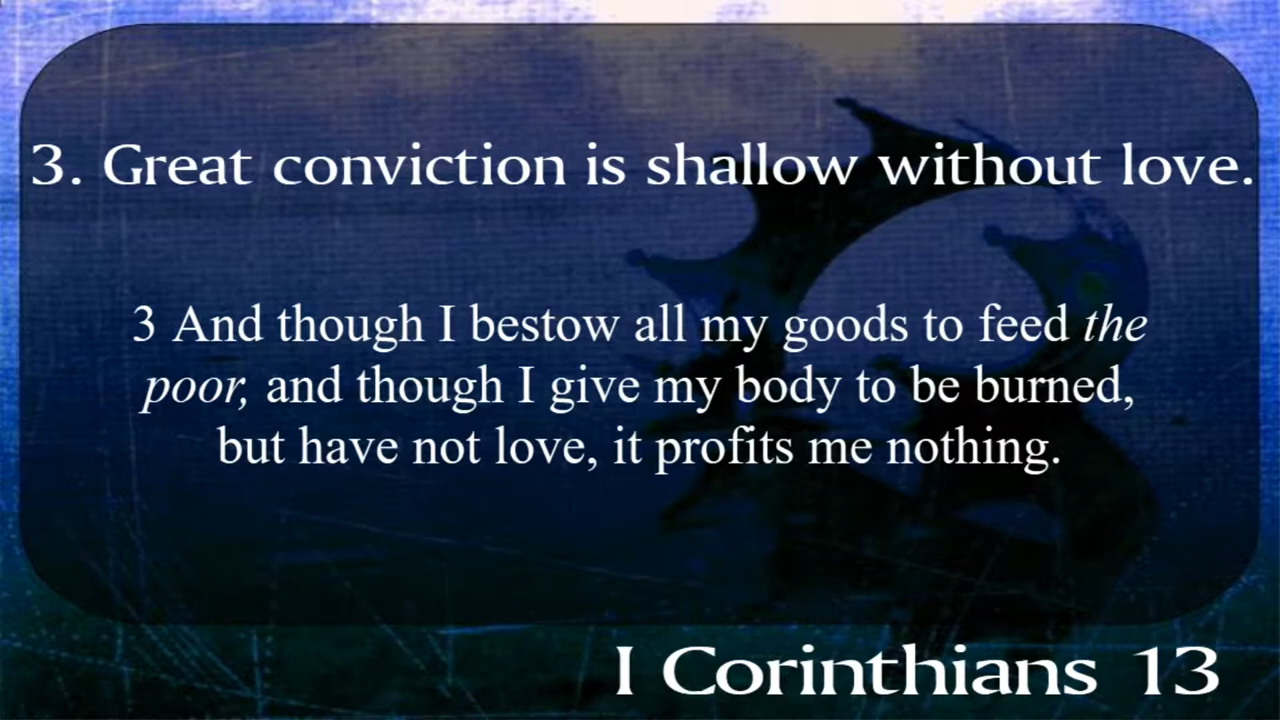 3. Great conviction is shallow without love.
3 And though I bestow all my goods to feed the
poor, and though I give my body to be burned,
but have not love, it profits me nothing.
I Corinthians 13